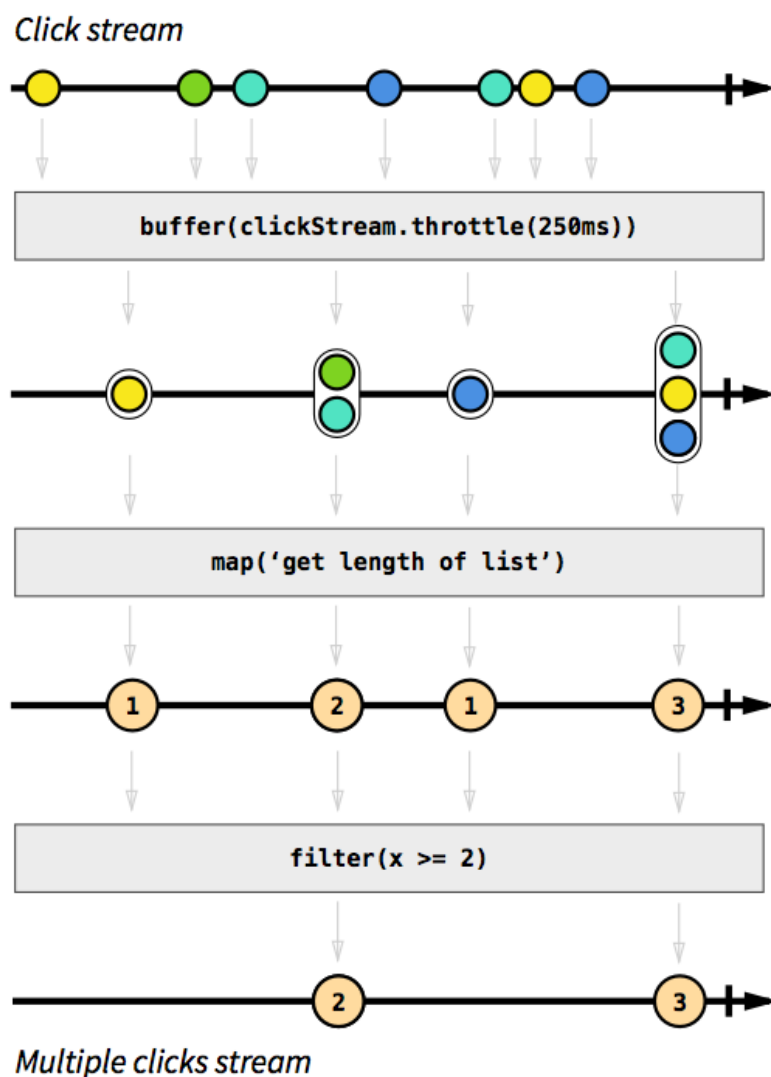 Click stream
buffer(clickStream.throttle(250ms))
map(‘get length of list’)
1 2 1 3
filter(x >= 2)
2 3
Multiple clicks stream